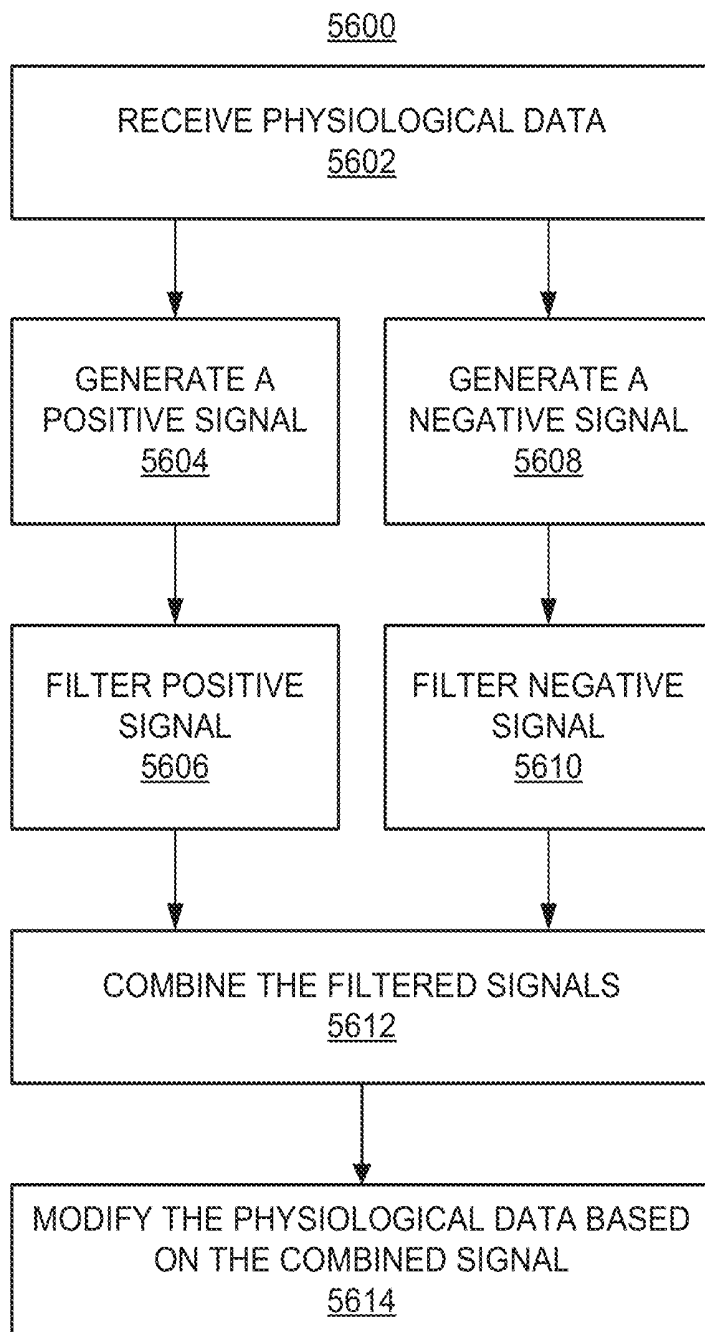 5600
RECEIVE PHYSIOLOGICAL DATA
5602
GENERATE A
POSITIVE SIGNAL
5604
GENERATE A
NEGATIVE SIGNAL
5608
FILTER POSITIVE
SIGNAL
5606
FILTER NEGATIVE
SIGNAL
5610
COMBINE THE FILTERED SIGNALS
5612
MODIFY THE PHYSIOLOGICAL DATA BASED
ON THE COMBINED SIGNAL
5614